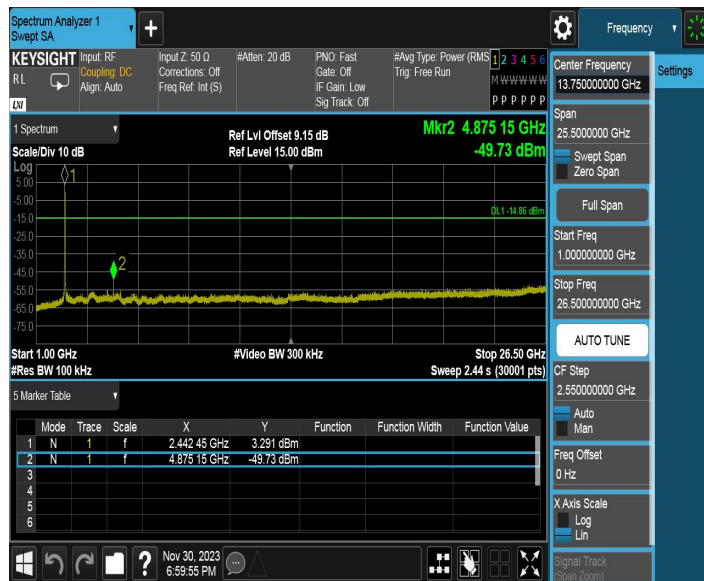 Spectrum Analyzer 1
Swept SA
+
Frequency
KEYSIGHT
RL
LXI
Input: RF
Coupling: DC
Align: Auto
Input Z: 50 Ω
Corrections: Off
Freq Ref: Int (S)
#Atten: 20 dB
PNO: Fast
Gate: Off
IF Gain: Low
Sig Track: Off
#Avg Type: Power (RMS
Trig: Free Run
1 2 3 4 5 6
M W W W W W
P P P P P P
1 Spectrum
Scale/Div 10 dB
Ref Lvl Offset 9.15 dB
Ref Level 15.00 dBm
Mkr2 4.875 15 GHz
-49.73 dBm
Log
5.00
-5.00
-15.0
-25.0
-35.0
-45.0
-55.0
-65.0
-75.0
1
2
DL1 -14.86 dBm
Start 1.00 GHz
#Res BW 100 kHz
#Video BW 300 kHz
Stop 26.50 GHz
Sweep 2.44 s (30001 pts)
5 Marker Table
Mode Trace Scale X Y Function Function Width Function Value
1 N 1 f 2.442 45 GHz 3.291 dBm
2 N 1 f 4.875 15 GHz -49.73 dBm
3
4
5
6
?
Nov 30, 2023
6:59:55 PM
Center Frequency
13.750000000 GHz
Span
25.5000000 GHz
Swept Span
Zero Span
Full Span
Start Freq
1.000000000 GHz
Stop Freq
26.500000000 GHz
AUTO TUNE
CF Step
2.550000000 GHz
Auto
Man
Freq Offset
0 Hz
X Axis Scale
Log
Lin
Signal Track
(Span Zoom)
Settings